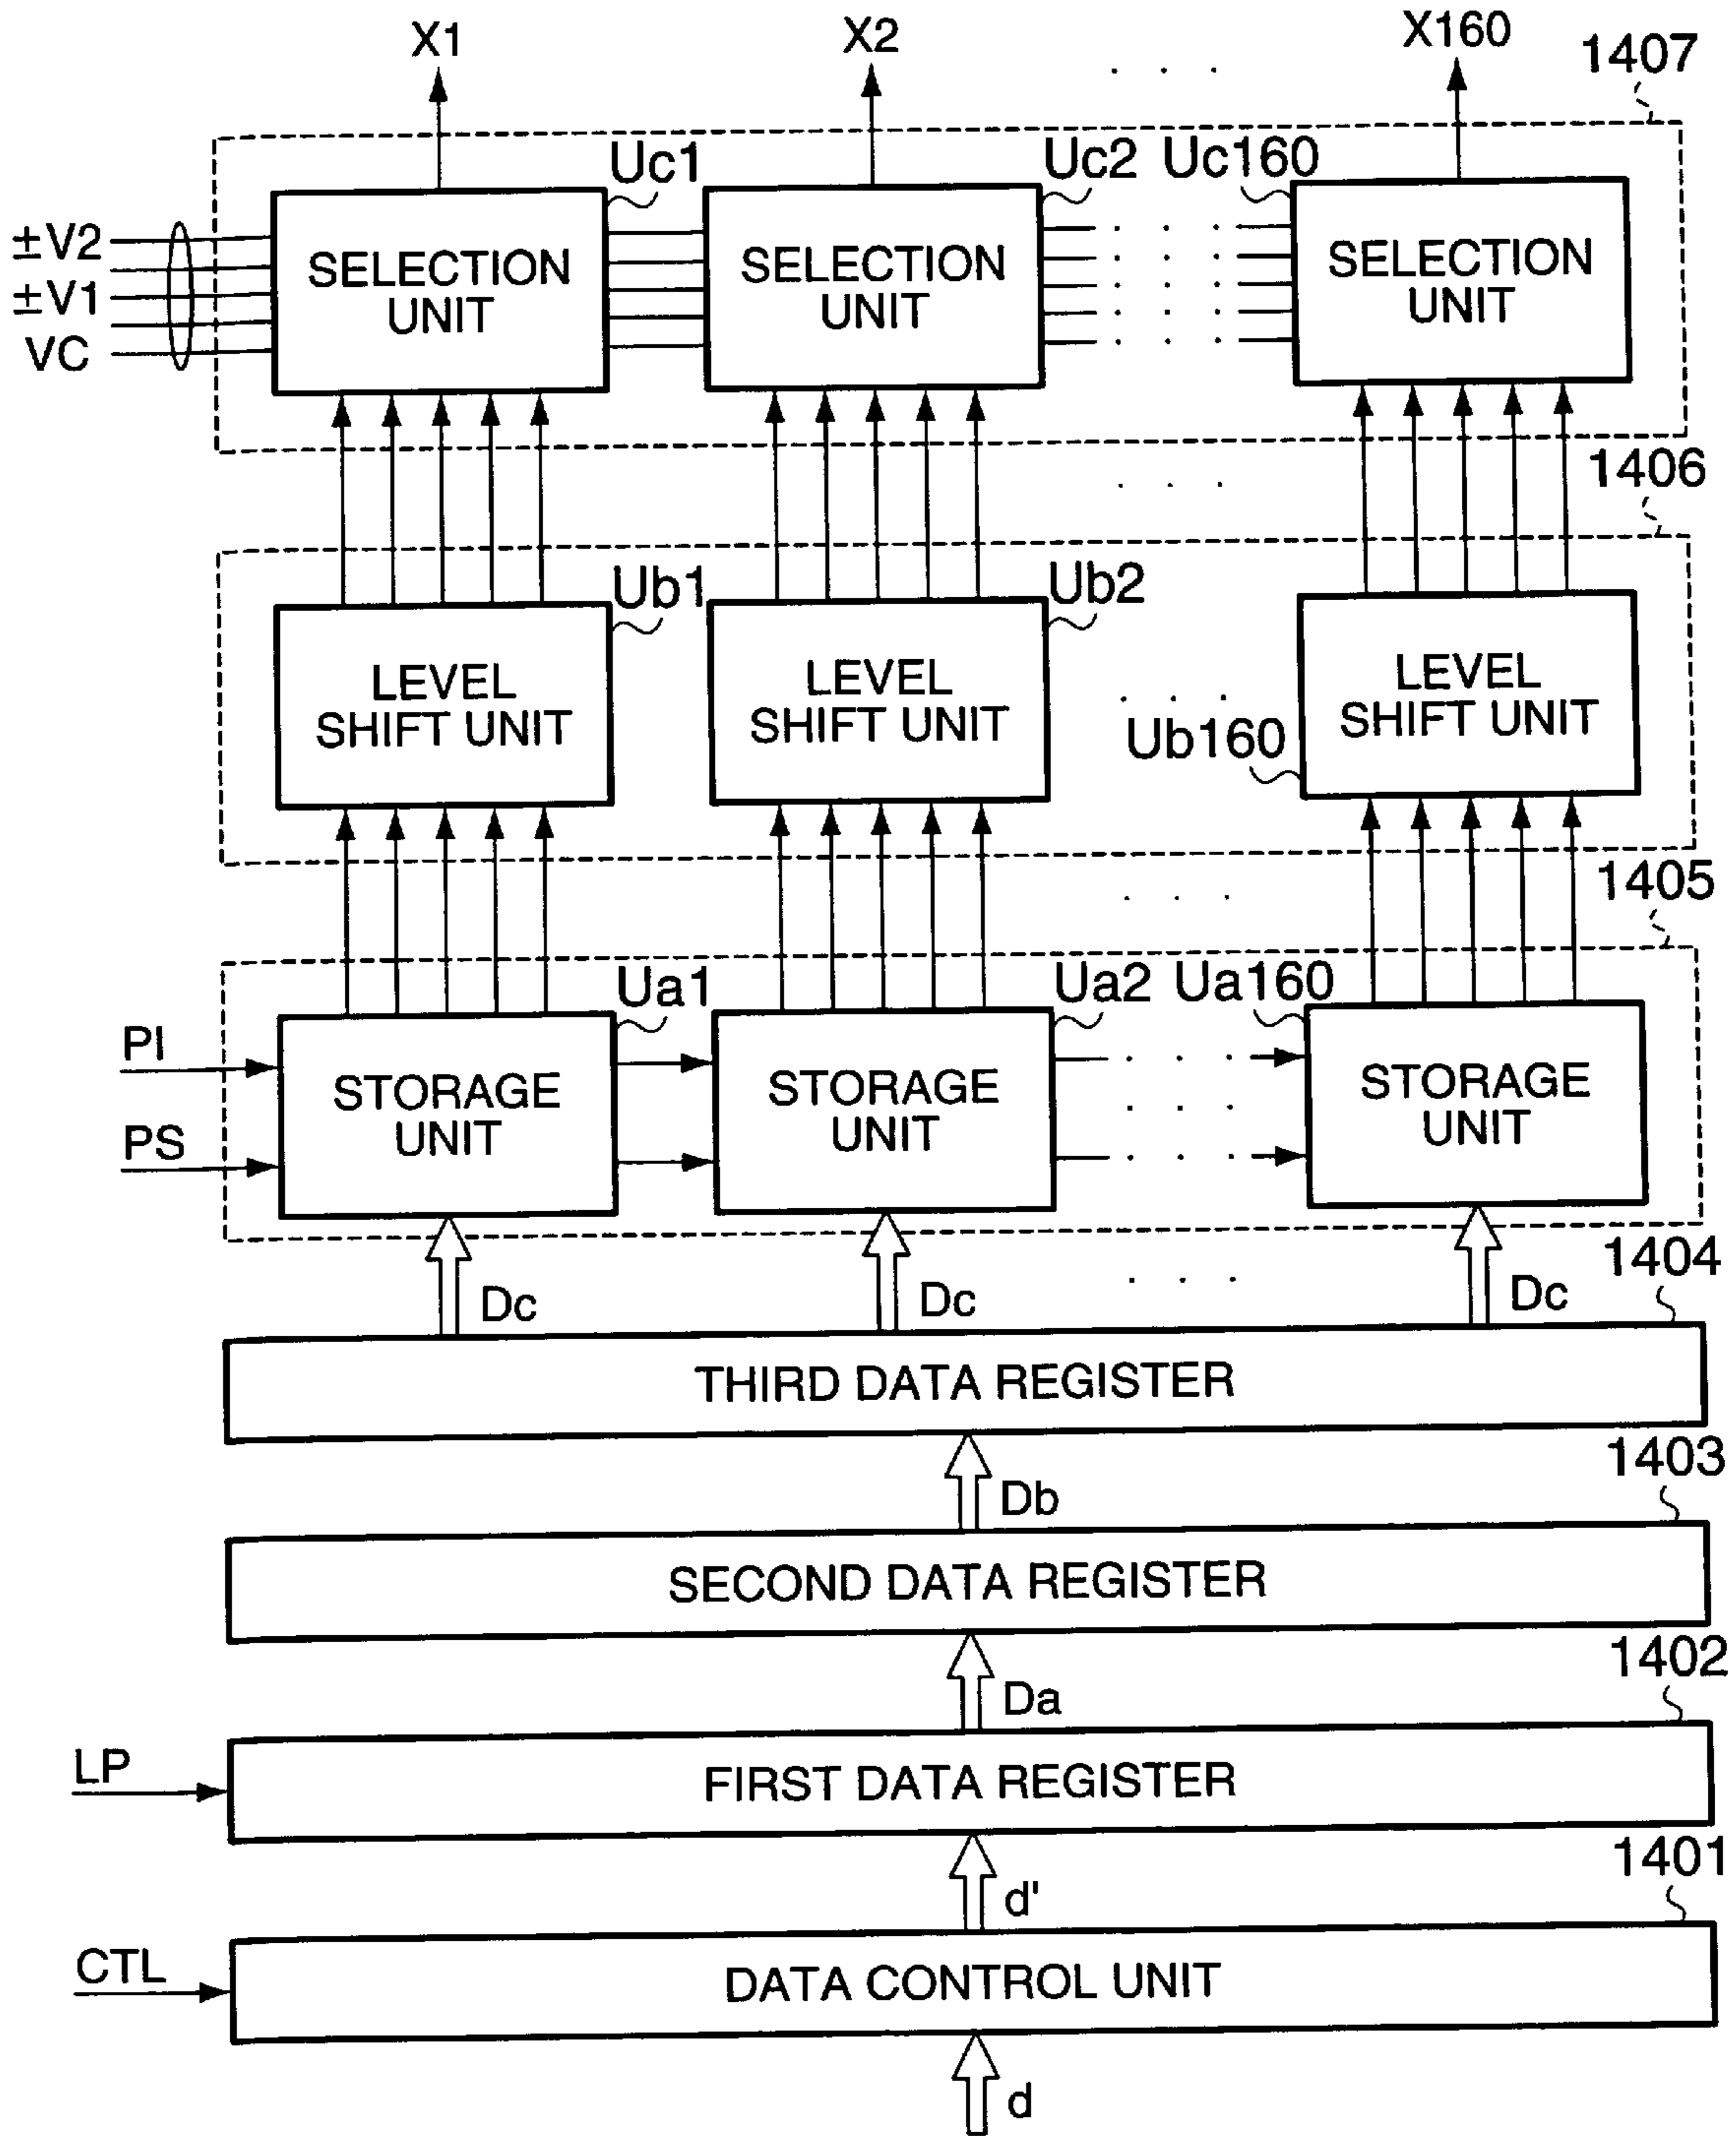 X1
X2
X160
1407
Uc1
Uc2
Uc160
±V2
±V1
VC
SELECTION
UNIT
SELECTION
UNIT
SELECTION
UNIT
1406
Ub1
Ub2
Ub160
LEVEL
SHIFT UNIT
LEVEL
SHIFT UNIT
LEVEL
SHIFT UNIT
1405
Ua1
Ua2
Ua160
PI
PS
STORAGE
UNIT
STORAGE
UNIT
STORAGE
UNIT
1404
Dc
Dc
Dc
THIRD DATA REGISTER
1403
Db
SECOND DATA REGISTER
1402
Da
LP
FIRST DATA REGISTER
1401
d'
CTL
DATA CONTROL UNIT
d